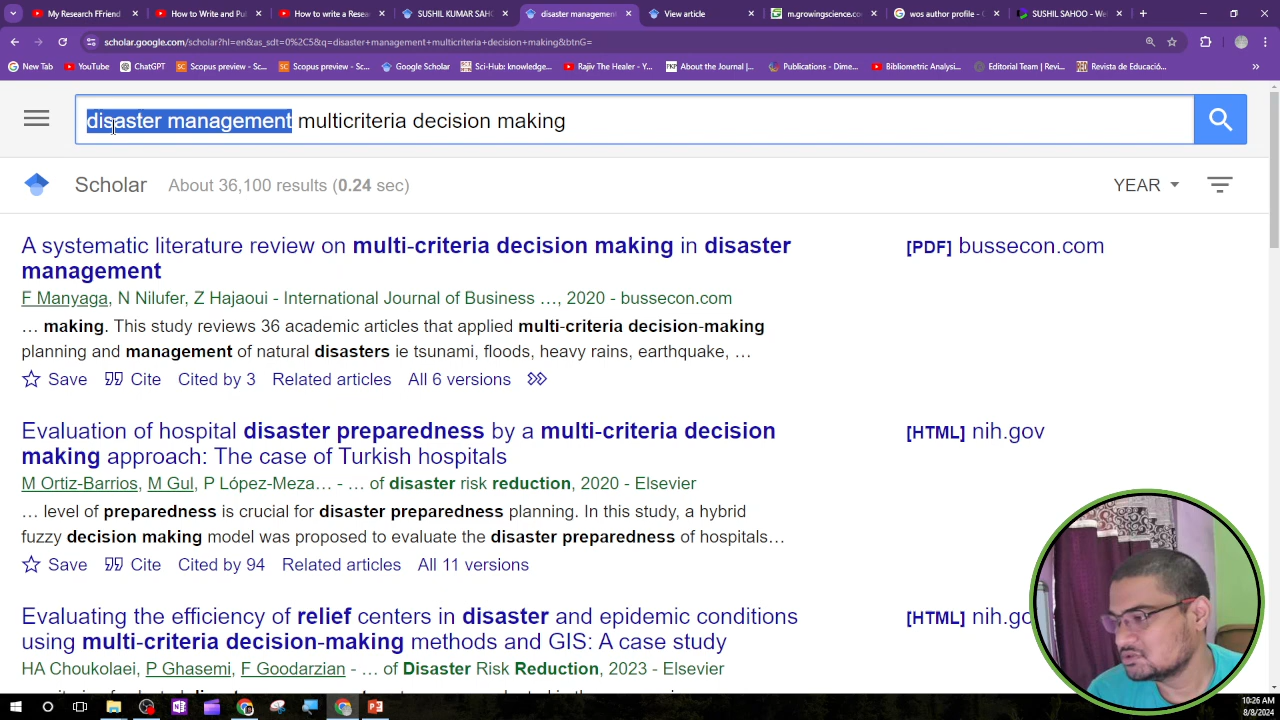 My Research FFriend
How to Write and Pul
How to write a Resea
SUSHIL KUMAR SAHO
disaster management
View article
m.growingscience.co
wos author profile - G
SUSHIL SAHOO - Wel
scholar.google.com/scholar?hl=en&as_sdt=0%2C5&q=disaster+management+multicriteria+decision+making&btnG=
New Tab
YouTube
ChatGPT
Scopus preview - Sc...
Scopus preview - Sc...
Google Scholar
Sci-Hub: knowledge...
Rajiv The Healer - Y...
About the Journal |...
Publications - Dime...
Bibliometric Analysi...
Editorial Team | Revi...
Revista de Educació...
disaster management multicriteria decision making
Scholar
About 36,100 results (0.24 sec)
YEAR
A systematic literature review on multi-criteria decision making in disaster
management
[PDF] bussecon.com
F Manyaga, N Nilufer, Z Hajaoui - International Journal of Business …, 2020 - bussecon.com
… making. This study reviews 36 academic articles that applied multi-criteria decision-making
planning and management of natural disasters ie tsunami, floods, heavy rains, earthquake, …
Save Cite Cited by 3 Related articles All 6 versions
Evaluation of hospital disaster preparedness by a multi-criteria decision
making approach: The case of Turkish hospitals
[HTML] nih.gov
M Ortiz-Barrios, M Gul, P López-Meza… - … of disaster risk reduction, 2020 - Elsevier
… level of preparedness is crucial for disaster preparedness planning. In this study, a hybrid
fuzzy decision making model was proposed to evaluate the disaster preparedness of hospitals…
Save Cite Cited by 94 Related articles All 11 versions
Evaluating the efficiency of relief centers in disaster and epidemic conditions
using multi-criteria decision-making methods and GIS: A case study
[HTML] nih.go
HA Choukolaei, P Ghasemi, F Goodarzian - … of Disaster Risk Reduction, 2023 - Elsevier
10:26 AM
8/8/2024